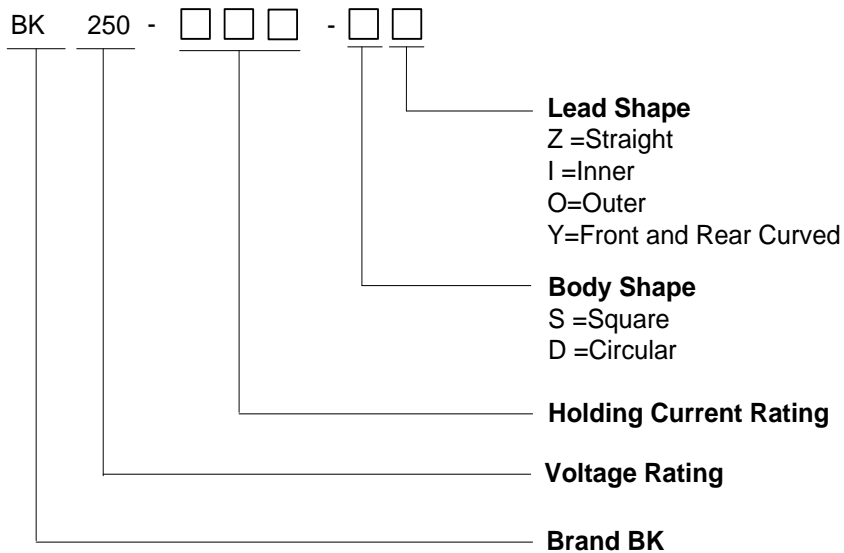 BK 250 - □ □ □ - □ □
Lead Shape
Z =Straight
I =Inner
O=Outer
Y=Front and Rear Curved
Body Shape
S =Square
D =Circular
Holding Current Rating
Voltage Rating
Brand BK